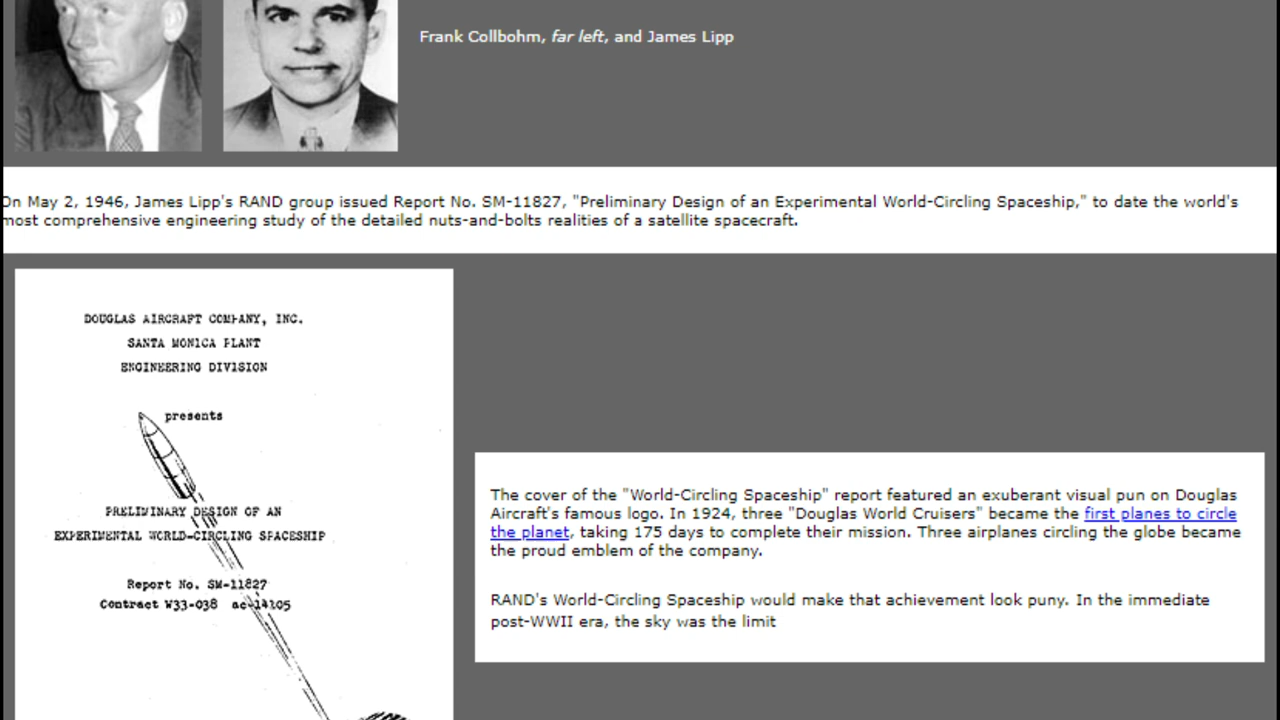 Frank Collbohm, far left, and James Lipp
On May 2, 1946, James Lipp's RAND group issued Report No. SM-11827, "Preliminary Design of an Experimental World-Circling Spaceship," to date the world's
most comprehensive engineering study of the detailed nuts-and-bolts realities of a satellite spacecraft.
DOUGLAS AIRCRAFT COMPANY, INC.
SANTA MONICA PLANT
ENGINEERING DIVISION
presents
PRELIMINARY DESIGN OF AN
EXPERIMENTAL WORLD-CIRCLING SPACESHIP
Report No. SM-11827
Contract W33-038 ac-14105
The cover of the "World-Circling Spaceship" report featured an exuberant visual pun on Douglas
Aircraft's famous logo. In 1924, three "Douglas World Cruisers" became the first planes to circle
the planet, taking 175 days to complete their mission. Three airplanes circling the globe became
the proud emblem of the company.
RAND's World-Circling Spaceship would make that achievement look puny. In the immediate
post-WWII era, the sky was the limit